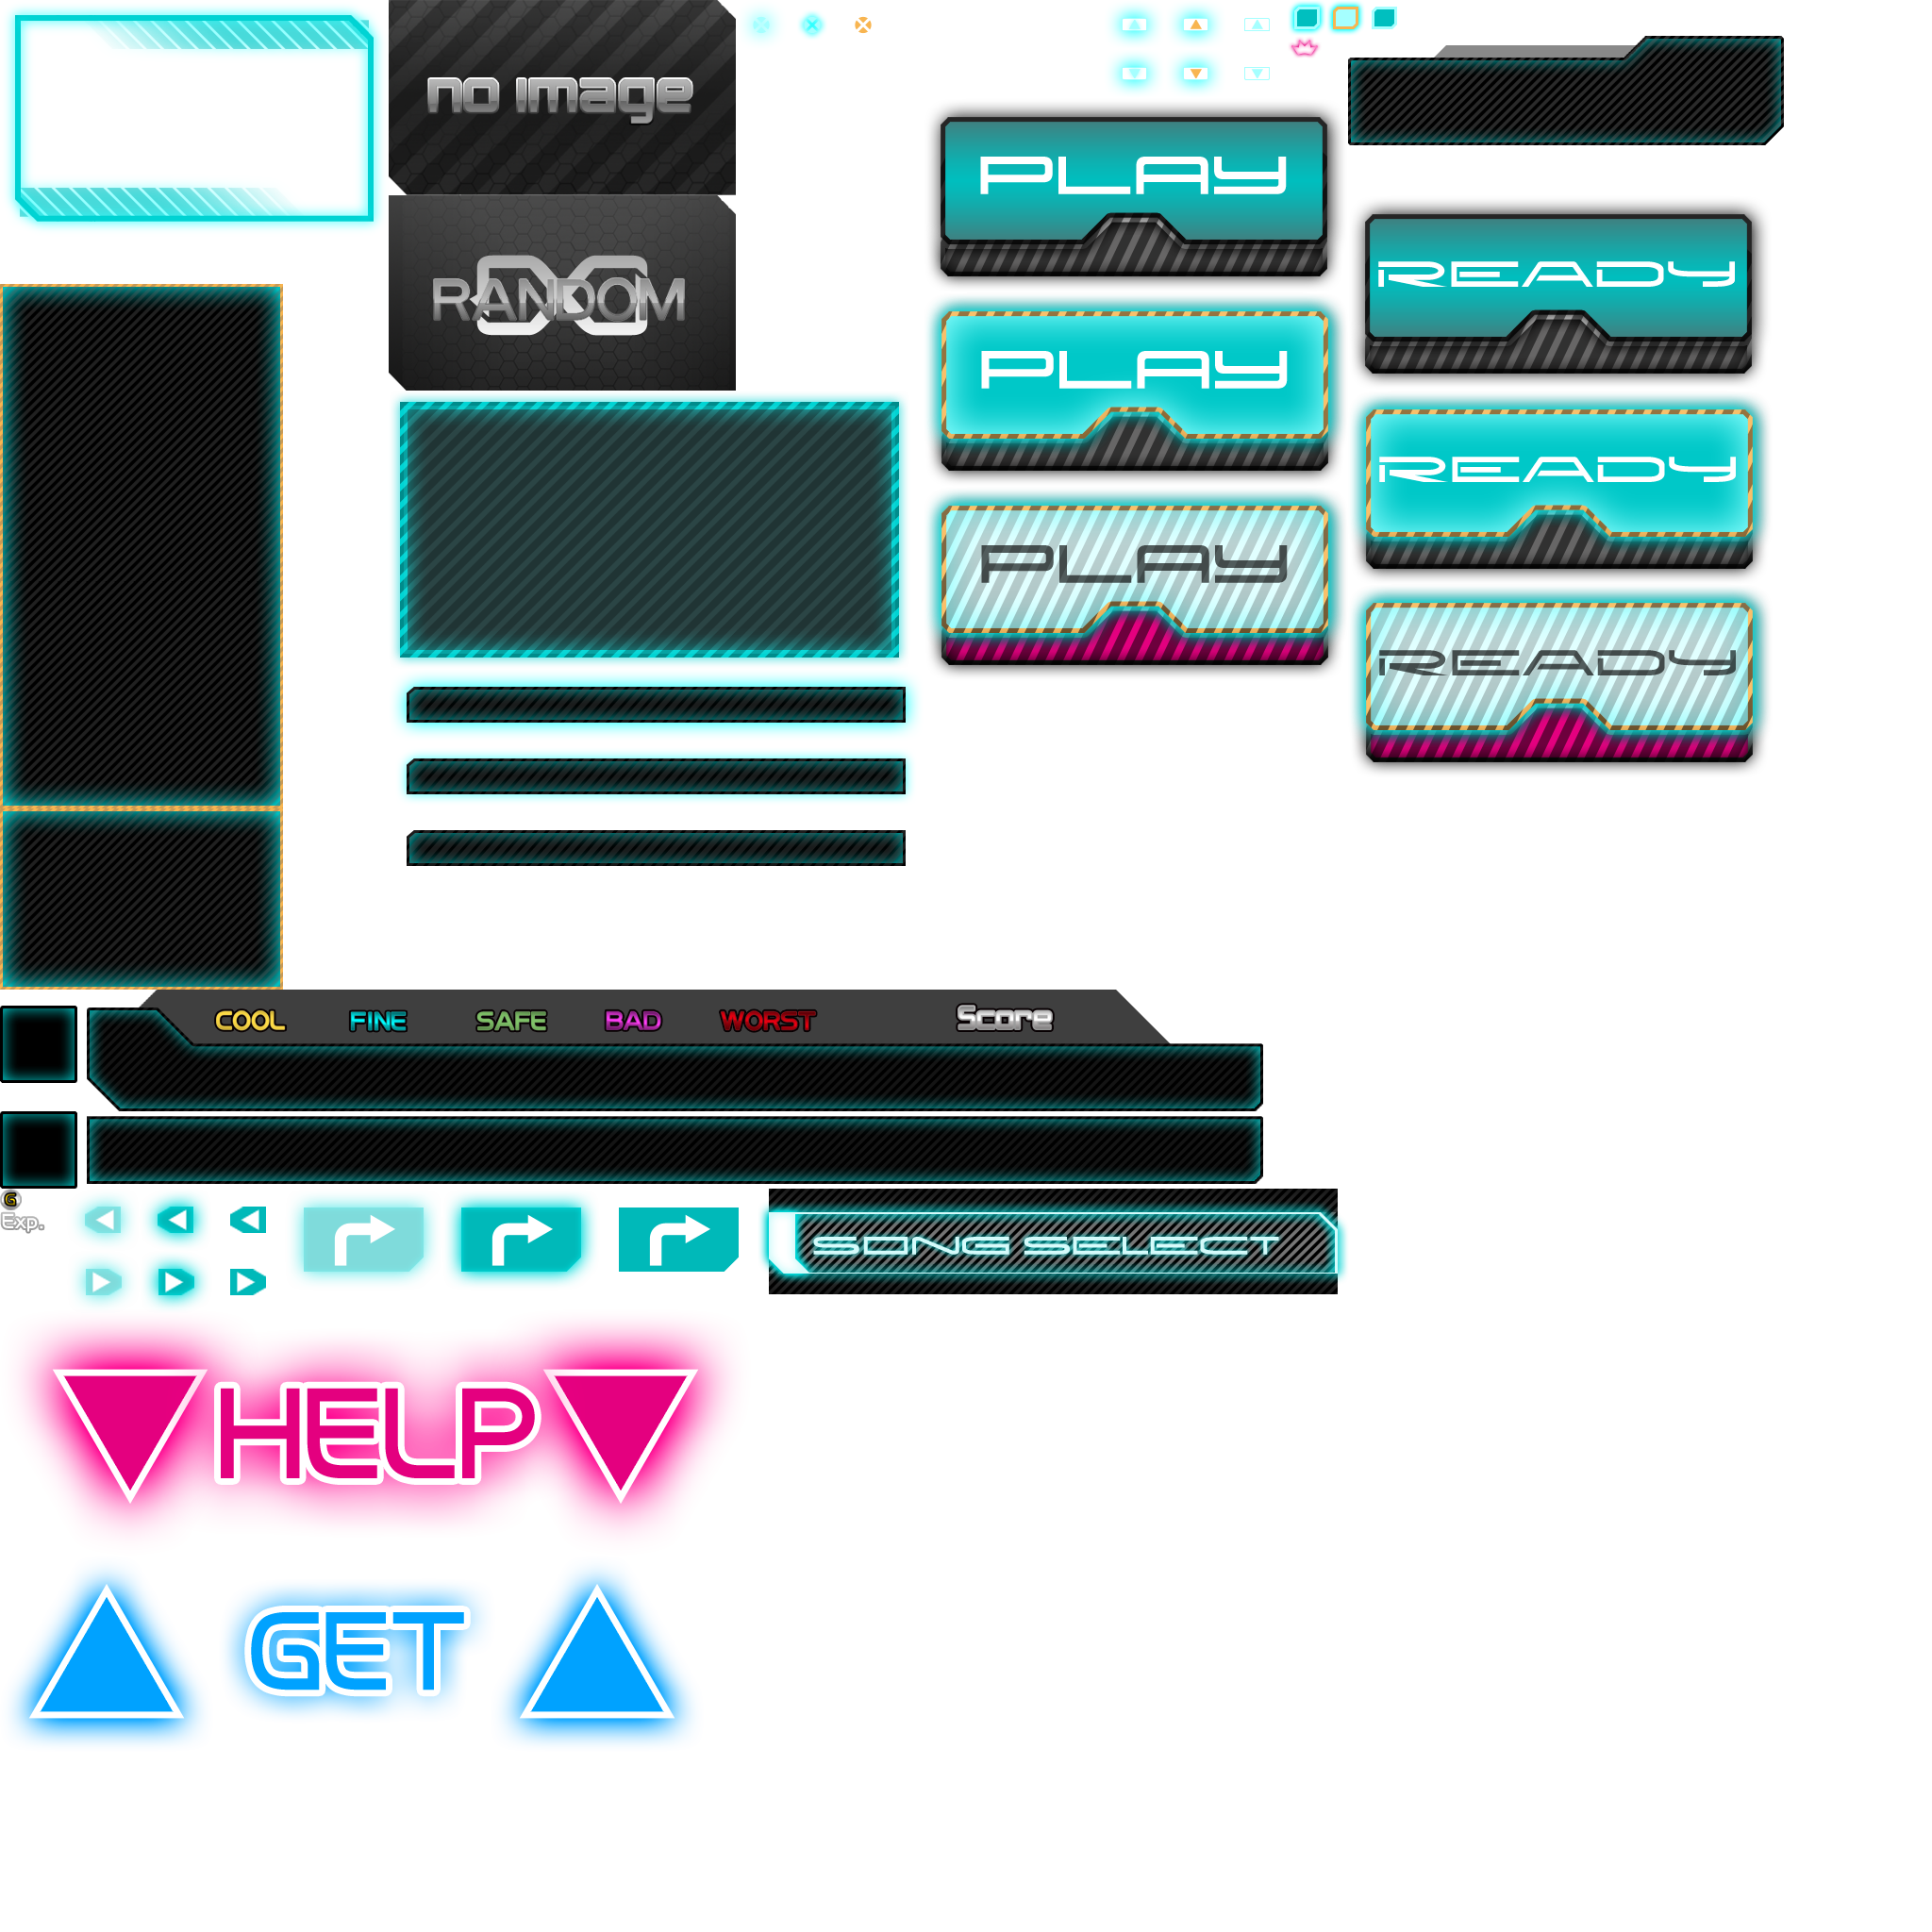 no image
RANDOM
PLAY
READY
PLAY
READY
PLAY
READY
COOL FINE SAFE BAD WORST Score
G
Exp.
SONG SELECT
HELP
GET